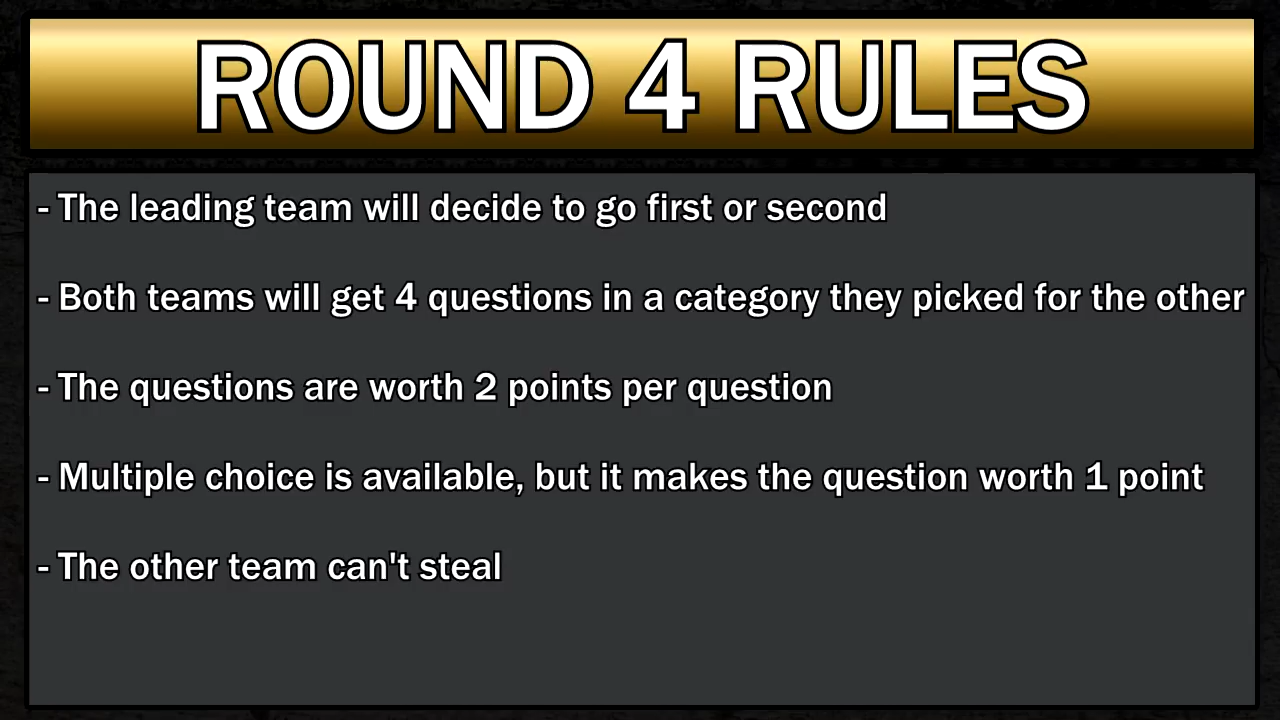 ROUND 4 RULES
- The leading team will decide to go first or second
- Both teams will get 4 questions in a category they picked for the other
- The questions are worth 2 points per question
- Multiple choice is available, but it makes the question worth 1 point
- The other team can't steal